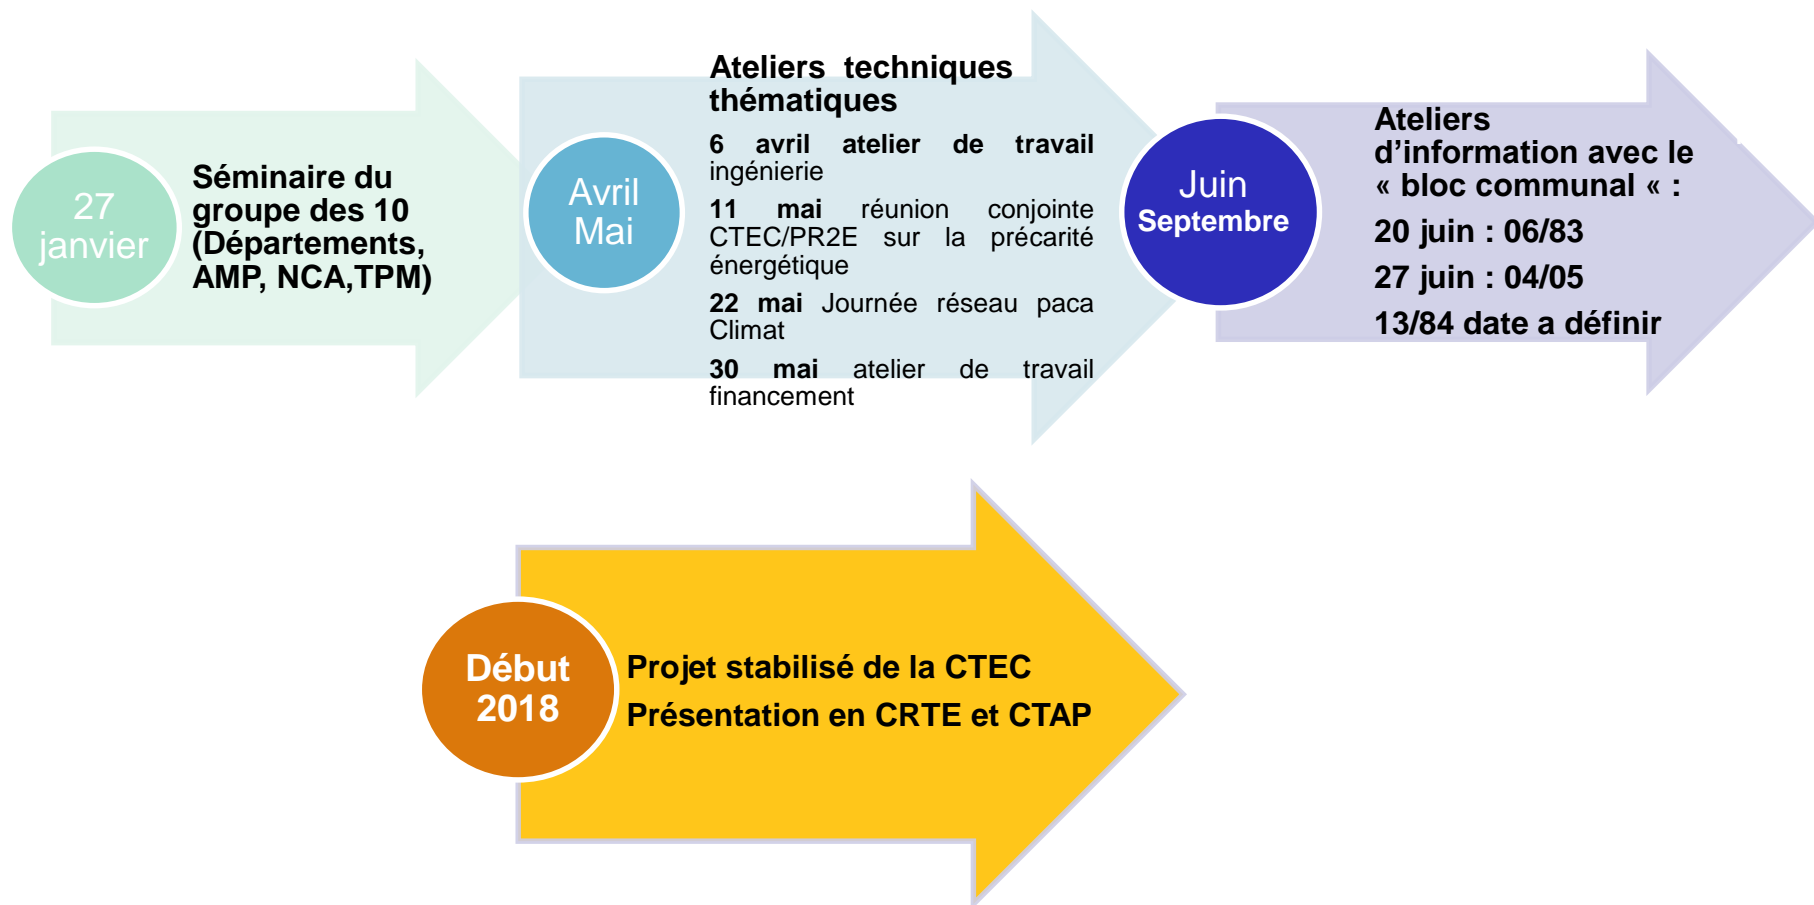 27
janvier
Séminaire du
groupe des 10
(Départements,
AMP, NCA,TPM)
Avril
Mai
Ateliers techniques
thématiques
6 avril atelier de travail
ingénierie
11 mai réunion conjointe
CTEC/PR2E sur la précarité
énergétique
22 mai Journée réseau paca
Climat
30 mai atelier de travail
financement
Juin
Septembre
Ateliers
d’information avec le
« bloc communal « :
20 juin : 06/83
27 juin : 04/05
13/84 date a définir
Début
2018
Projet stabilisé de la CTEC
Présentation en CRTE et CTAP